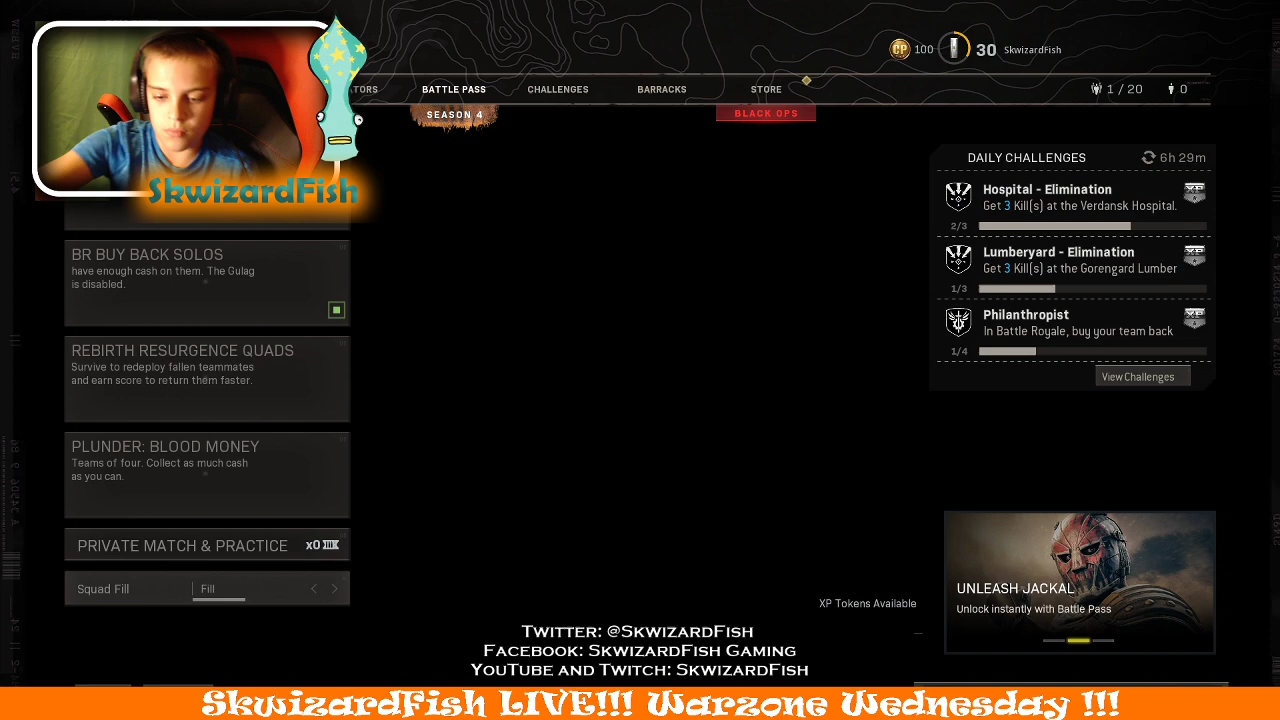 CP 100
30 SkwizardFish
BATTLE PASS
CHALLENGES
BARRACKS
STORE
1 / 20
0
SEASON 4
BLACK OPS
SkwizardFish
BR BUY BACK SOLOS
have enough cash on them. The Gulag
is disabled.
REBIRTH RESURGENCE QUADS
Survive to redeploy fallen teammates
and earn score to return them faster.
PLUNDER: BLOOD MONEY
Teams of four. Collect as much cash
as you can.
PRIVATE MATCH & PRACTICE x0
Squad Fill Fill
DAILY CHALLENGES 6h 29m
Hospital - Elimination XP
Get 3 Kill(s) at the Verdansk Hospital.
2/3
Lumberyard - Elimination XP
Get 3 Kill(s) at the Gorengard Lumber
1/3
Philanthropist XP
In Battle Royale, buy your team back
1/4
View Challenges
UNLEASH JACKAL
Unlock instantly with Battle Pass
XP Tokens Available
Twitter: @SkwizardFish
Facebook: SkwizardFish Gaming
YouTube and Twitch: SkwizardFish
SkwizardFish LIVE!!! Warzone Wednesday !!!